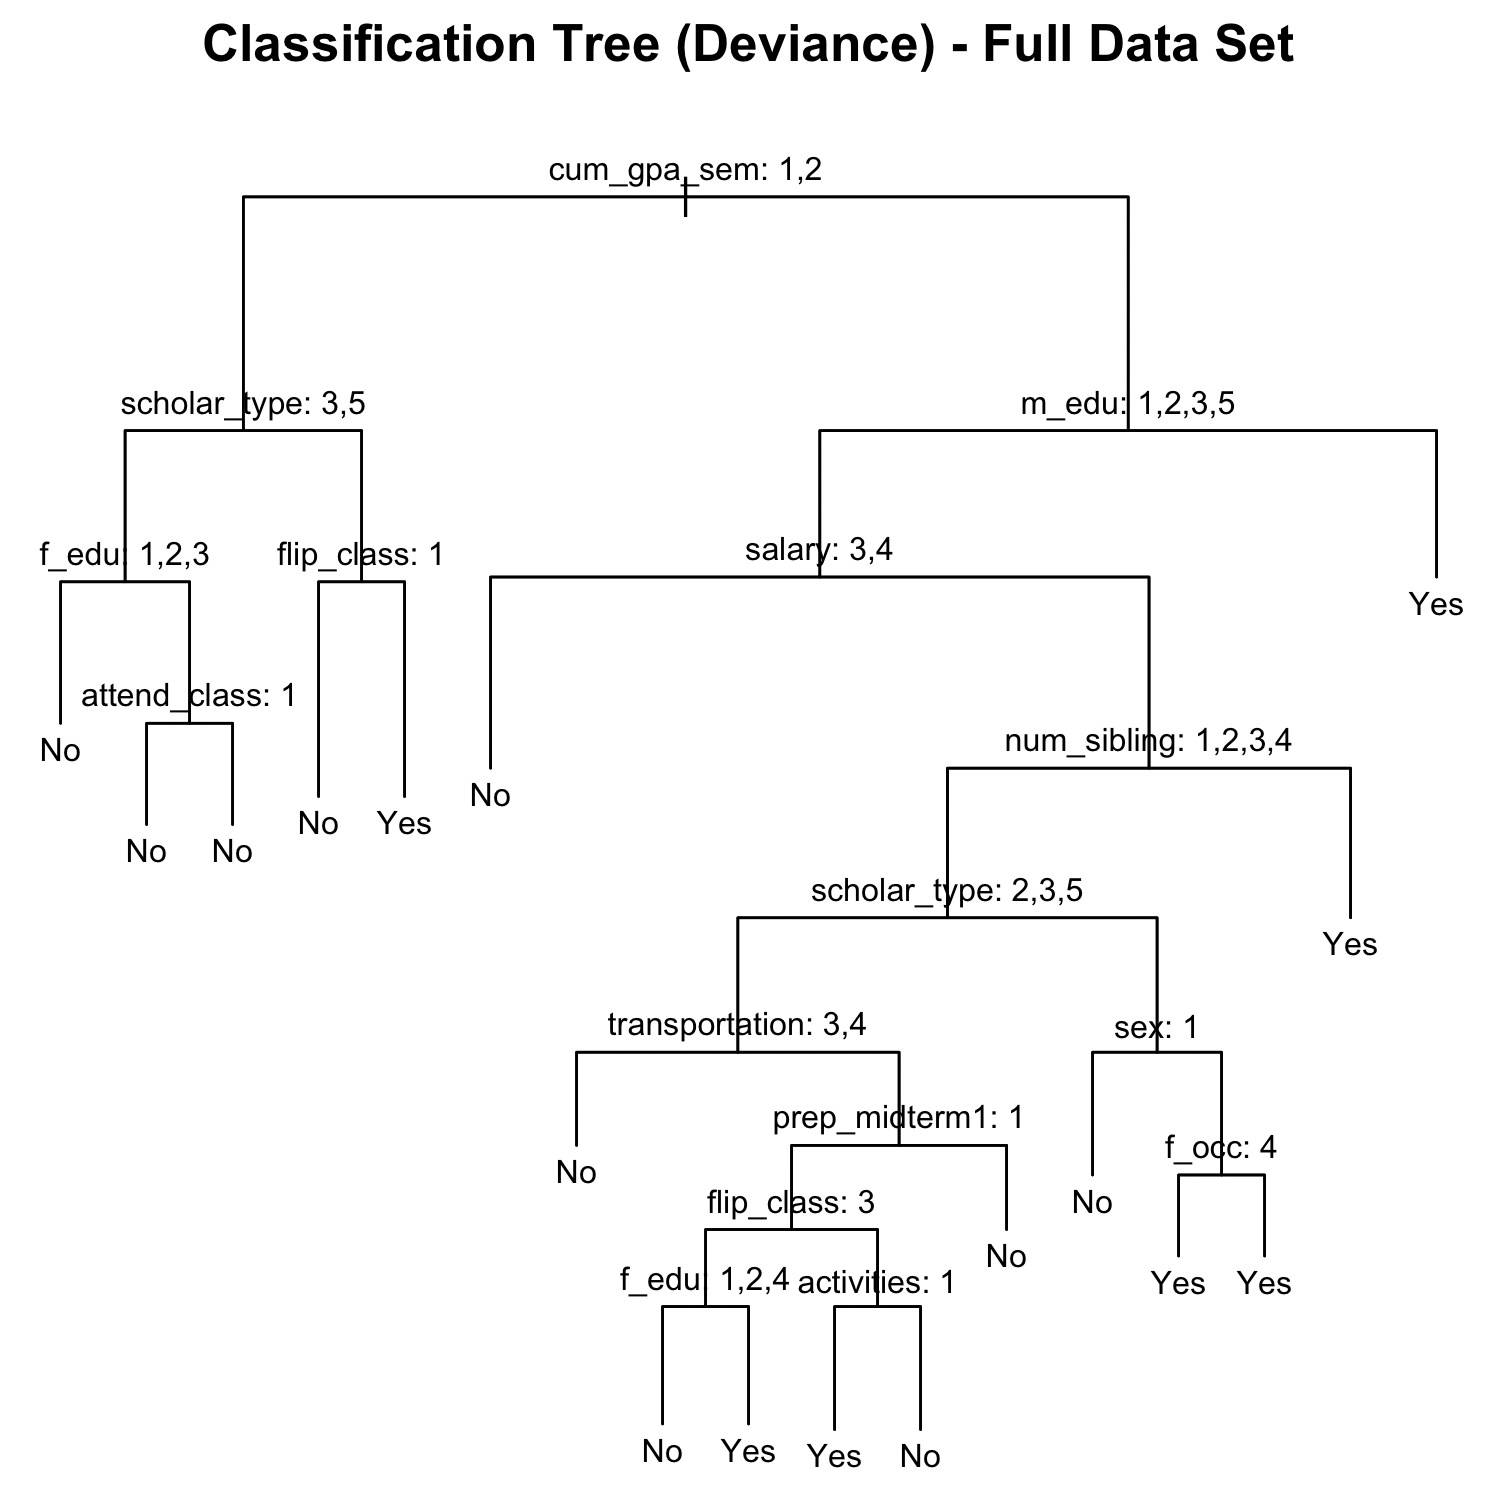 Classification Tree (Deviance) - Full Data Set
cum_gpa_sem: 1,2
scholar_type: 3,5
m_edu: 1,2,3,5
f_edu: 1,2,3
flip_class: 1
salary: 3,4
Yes
attend_class: 1
No
num_sibling: 1,2,3,4
No
No
Yes
No
No
scholar_type: 2,3,5
Yes
transportation: 3,4
sex: 1
prep_midterm1: 1
f_occ: 4
No
flip_class: 3
No
No
f_edu: 1,2,4
activities: 1
Yes
Yes
No
Yes
Yes
No